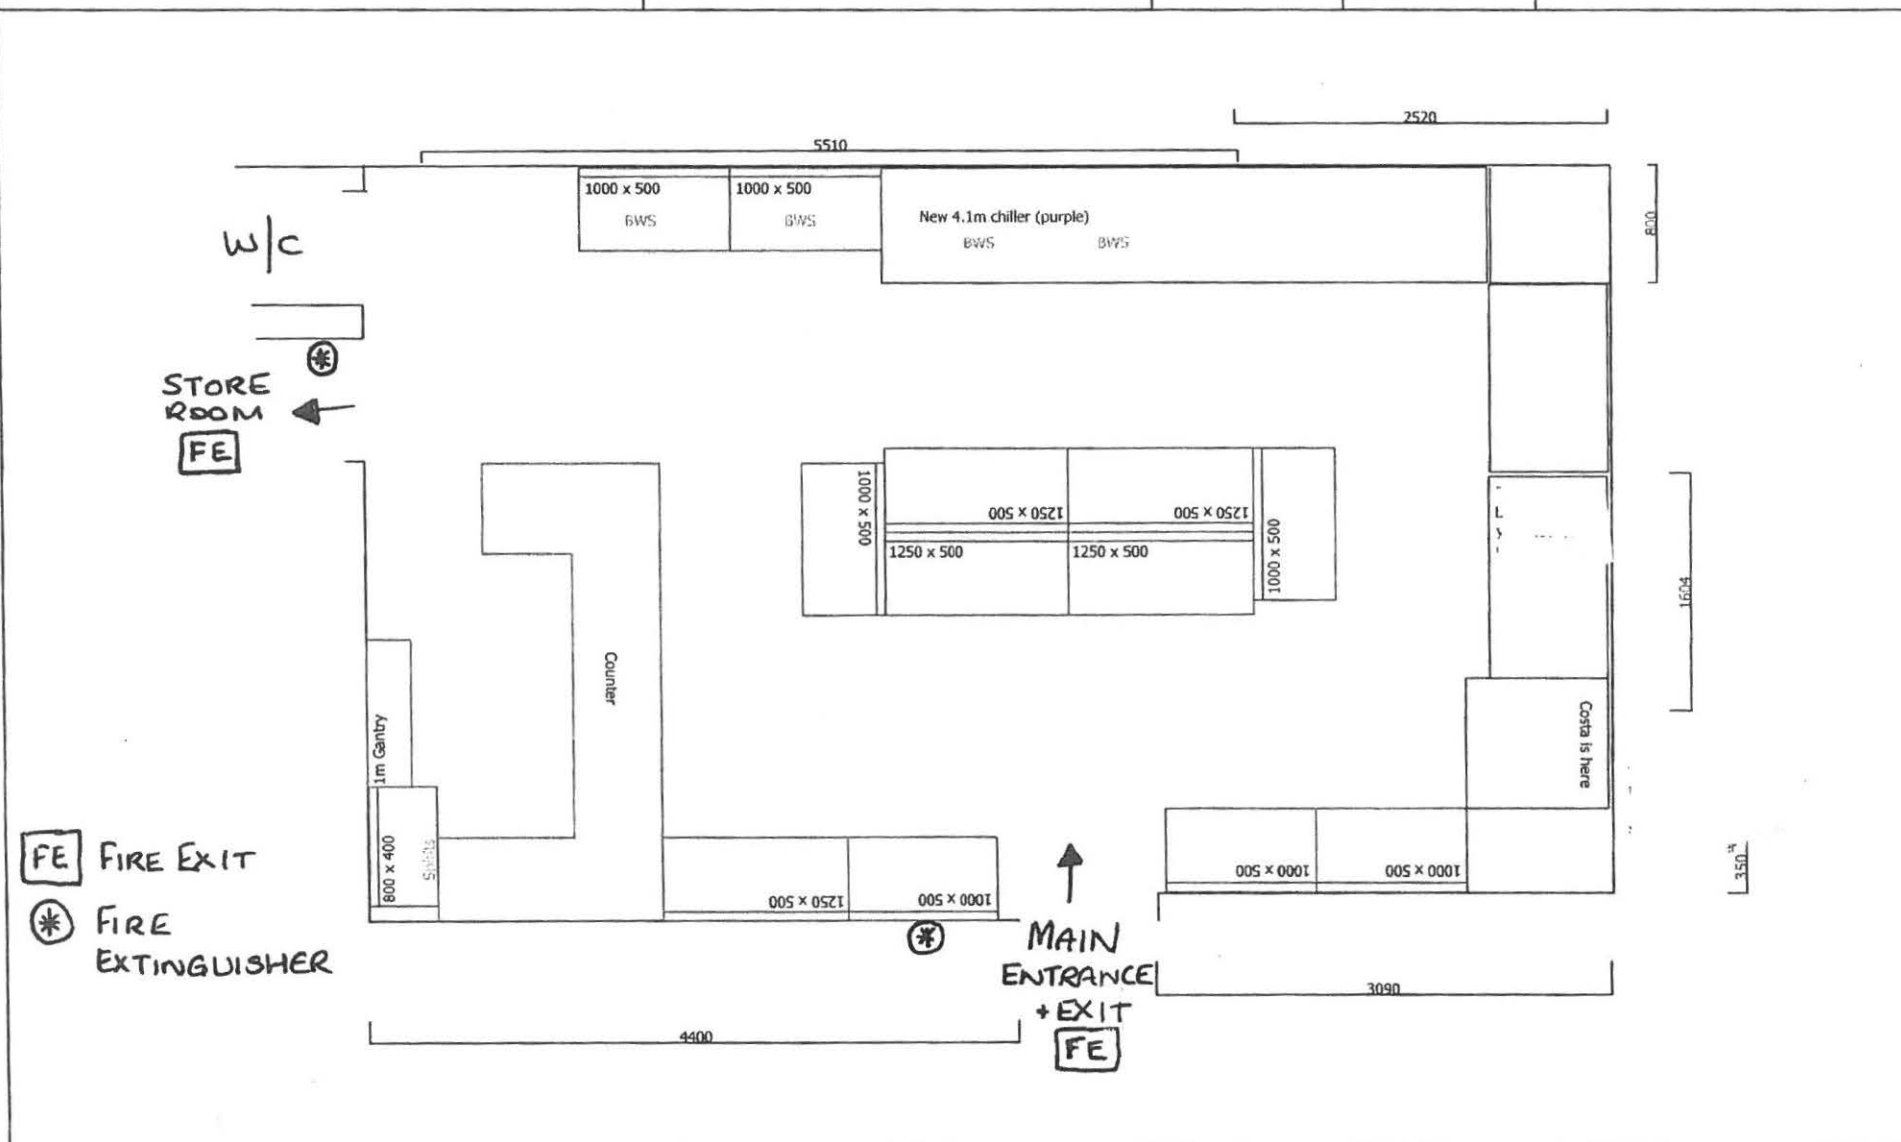 2520
5510
1000 x 500
1000 x 500
BWS
BWS
New 4.1m chiller (purple)
BWS
BWS
800
W/C
STORE
ROOM
FE
1000 x 500
1250 x 500
1250 x 500
1250 x 500
1250 x 500
1000 x 500
1604
Counter
Costa is here
1m Gantry
800 x 400
Spirits
1250 x 500
1000 x 500
1000 x 500
1000 x 500
350
FE FIRE EXIT
FIRE
EXTINGUISHER
MAIN
ENTRANCE
+ EXIT
FE
3090
4400